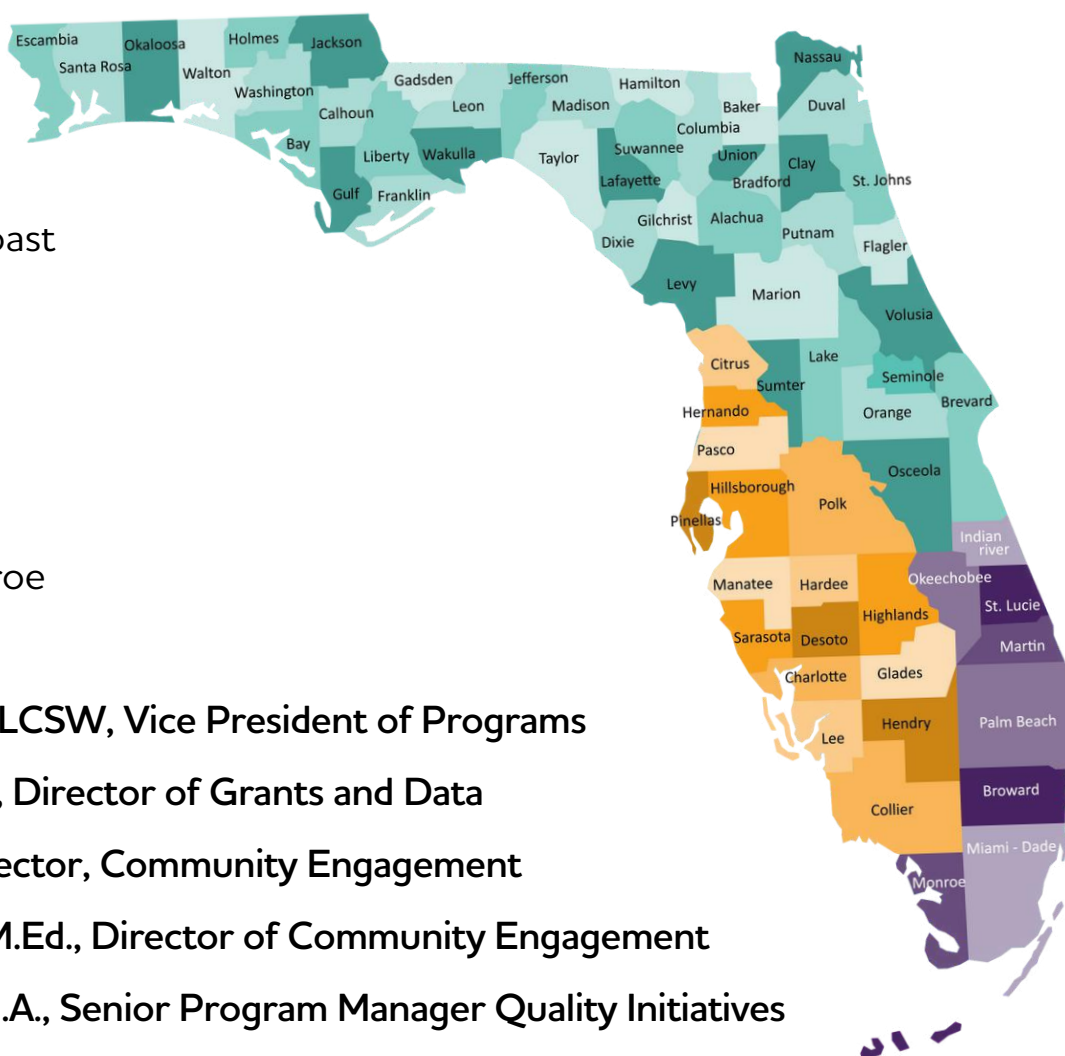 Escambia
Santa Rosa
Okaloosa
Walton
Holmes
Washington
Jackson
Calhoun
Bay
Gulf
Liberty
Franklin
Gadsden
Leon
Wakulla
Jefferson
Madison
Taylor
Hamilton
Suwannee
Lafayette
Dixie
Columbia
Gilchrist
Baker
Union
Bradford
Alachua
Levy
Nassau
Duval
Clay
St. Johns
Putnam
Flagler
Marion
Volusia
Citrus
Sumter
Lake
Seminole
Hernando
Orange
Brevard
Pasco
Osceola
Hillsborough
Polk
Pinellas
Indian
river
Manatee
Hardee
Okeechobee
Highlands
St. Lucie
Sarasota
Desoto
Martin
Charlotte
Glades
Lee
Hendry
Palm Beach
Collier
Broward
Miami - Dade
Monroe
oast
roe
LCSW, Vice President of Programs
, Director of Grants and Data
ector, Community Engagement
M.Ed., Director of Community Engagement
.A., Senior Program Manager Quality Initiatives